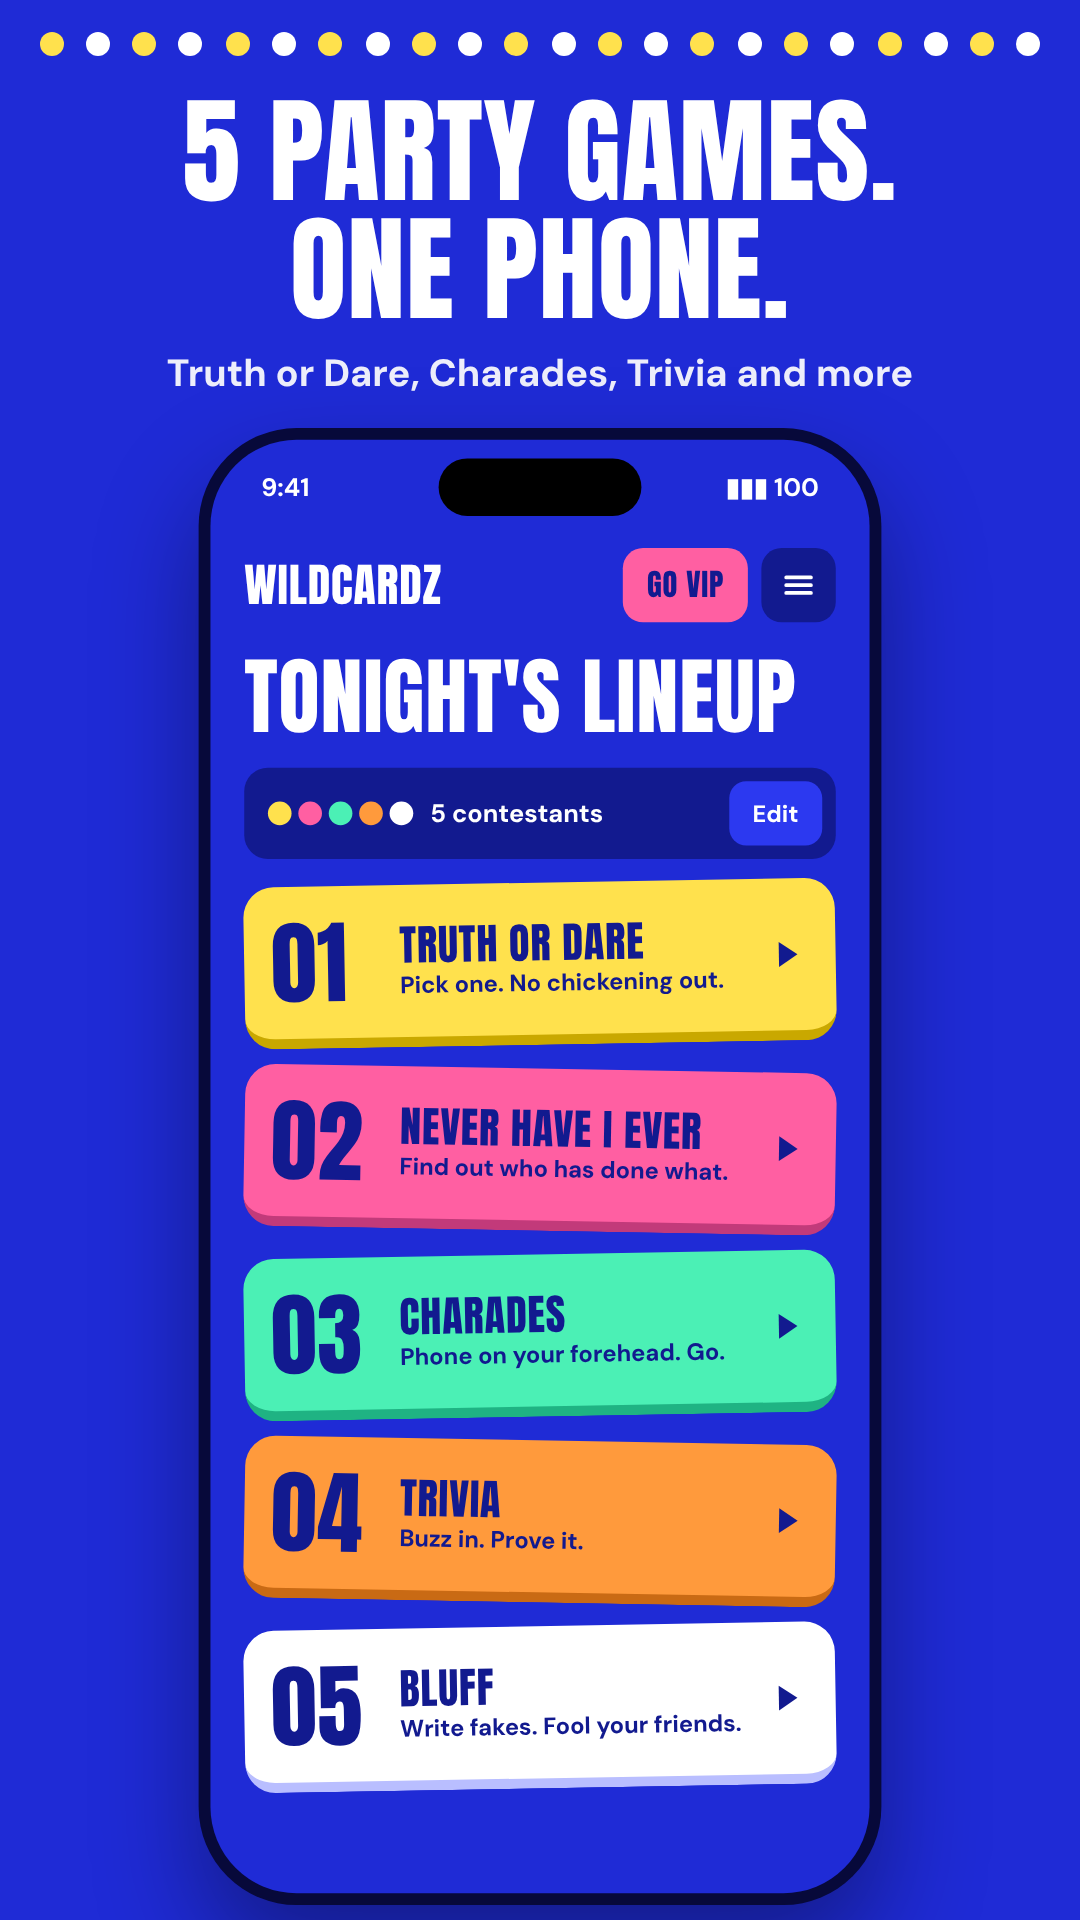 5 PARTY GAMES.
ONE PHONE.
Truth or Dare, Charades, Trivia and more
9:41
100
WILDCARDZ
GO VIP
TONIGHT'S LINEUP
5 contestants
Edit
01
TRUTH OR DARE
Pick one. No chickening out.
02
NEVER HAVE I EVER
Find out who has done what.
03
CHARADES
Phone on your forehead. Go.
04
TRIVIA
Buzz in. Prove it.
05
BLUFF
Write fakes. Fool your friends.